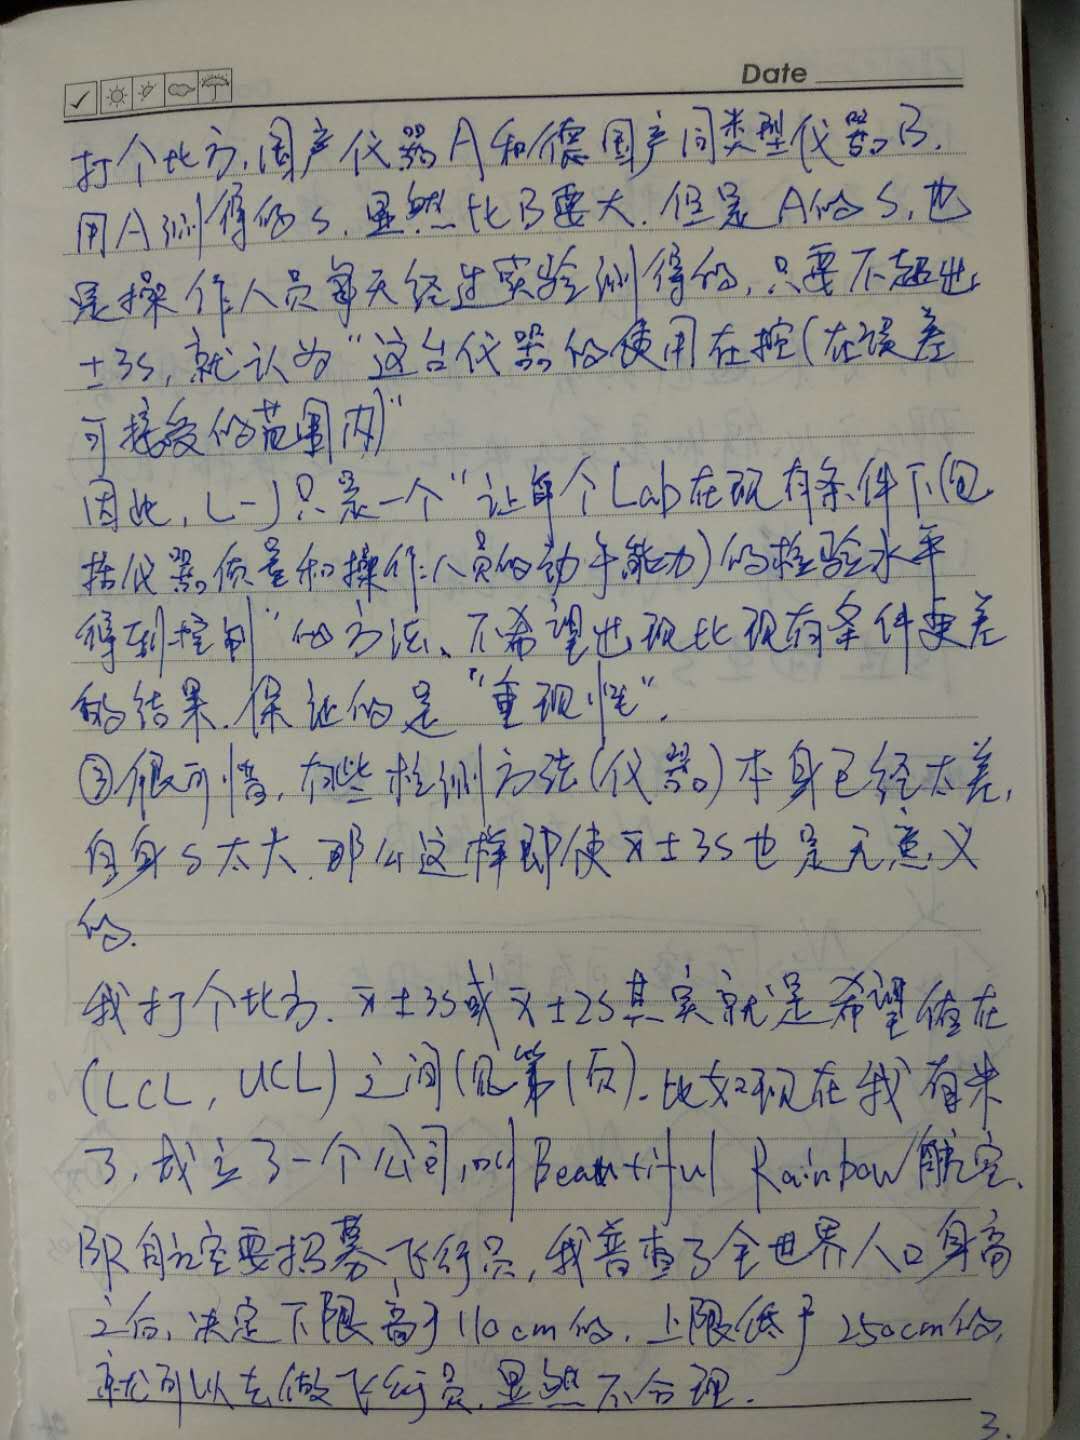 Date
打个比方,国产仪器A和德国产同类型仪器B.
用A测得的S,显然比B要大.但是A的S,也
是操作人员每天经过实验测得的,只要不超出
±3S,就认为"这台仪器的使用在控(在误差
可接受的范围内)"
因此,L-J只是一个"让每个Lab在现有条件下(包
括仪器质量和操作人员的动手能力)的检验水平
得到控制"的方法、不希望出现比现有条件更差
的结果.保证的是"重现性".
③很可惜,有些检测方法(仪器)本身已经太差,
自身S太大.那么这样即使x̄±3S也是无意义
的.
我打个比方.x̄±3S或x̄±2S其实就是希望值在
(LCL,UCL)之间(见第1页).比如现在我有米
了,成立了一个公司,叫Beautiful Rainbow航空.
BR航空要招募飞行员,我普查了全世界人口身高
之后,决定下限高于110cm的,上限低于250cm的,
就可以去做飞行员.显然不合理.
3.